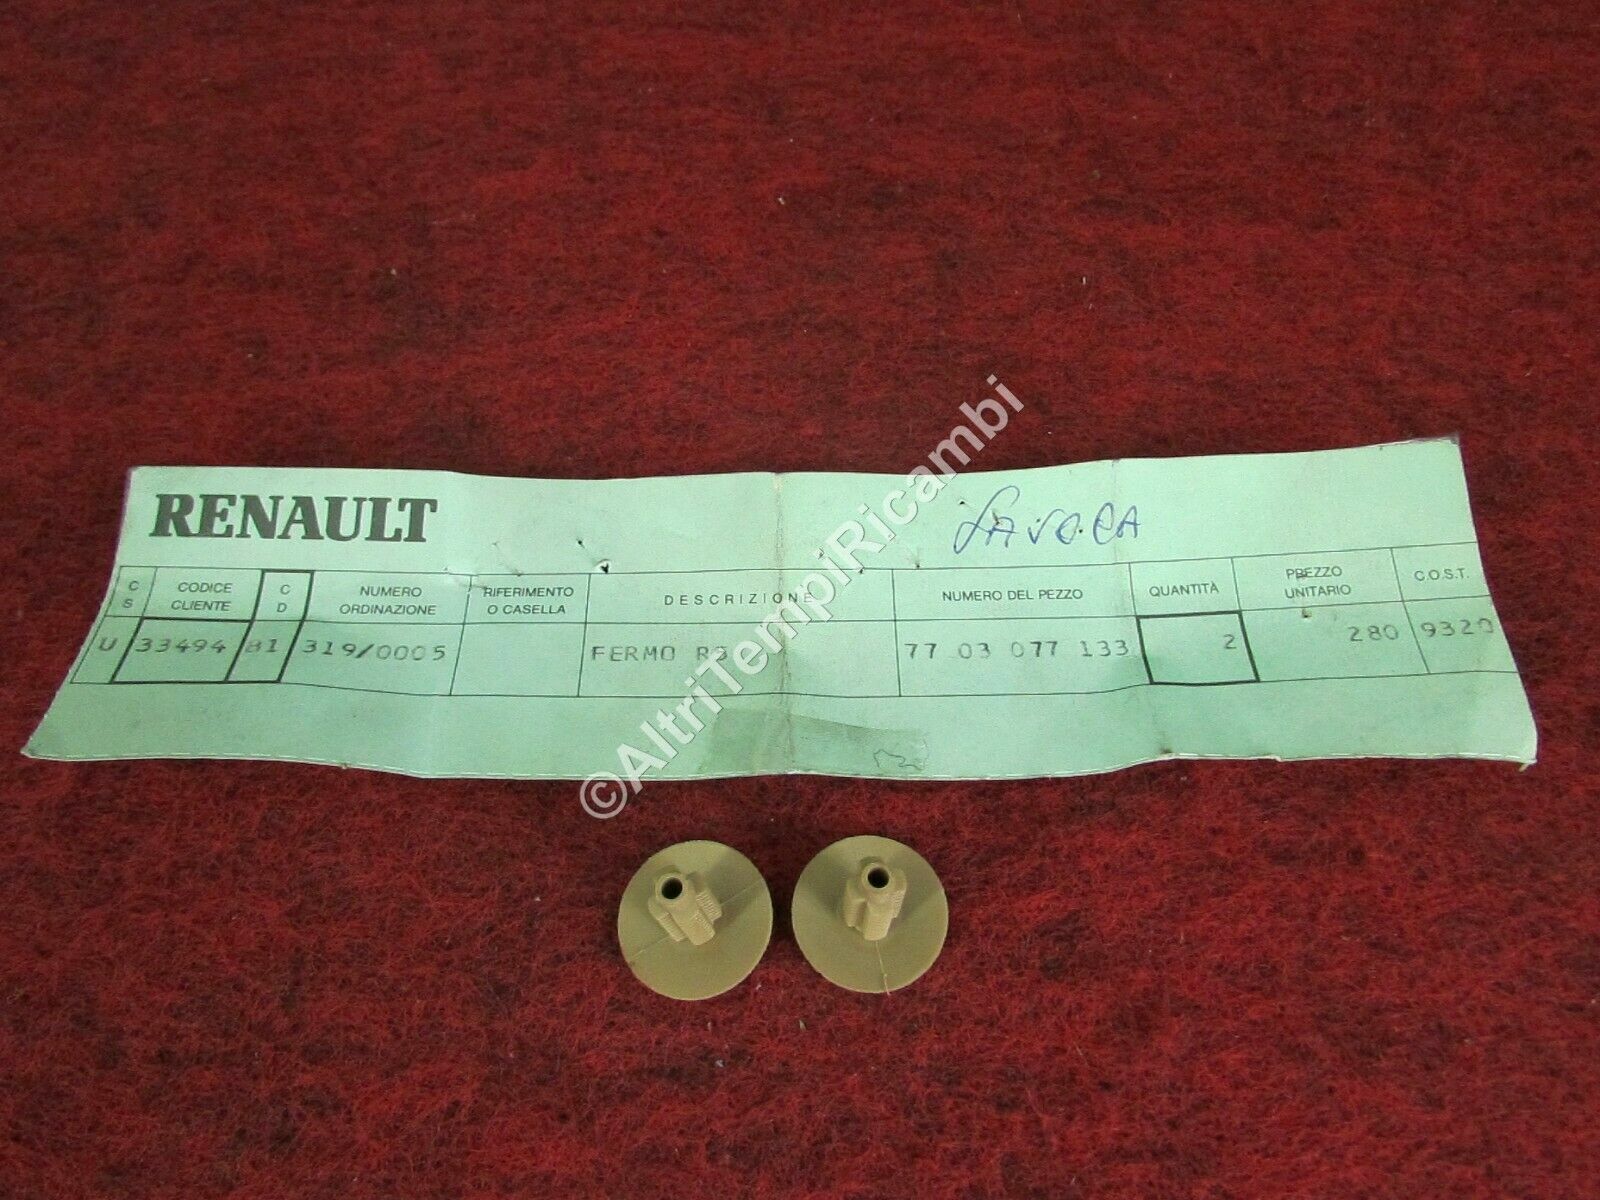 RENAULT
C S
CODICE CLIENTE
C D
NUMERO ORDINAZIONE
RIFERIMENTO O CASELLA
DESCRIZIONE
NUMERO DEL PEZZO
QUANTITÀ
PREZZO UNITARIO
C.O.S.T.
U 33494 81 319/0005 FERMO 77 03 077 133 2 280 9320
©AltriTempiRicambi